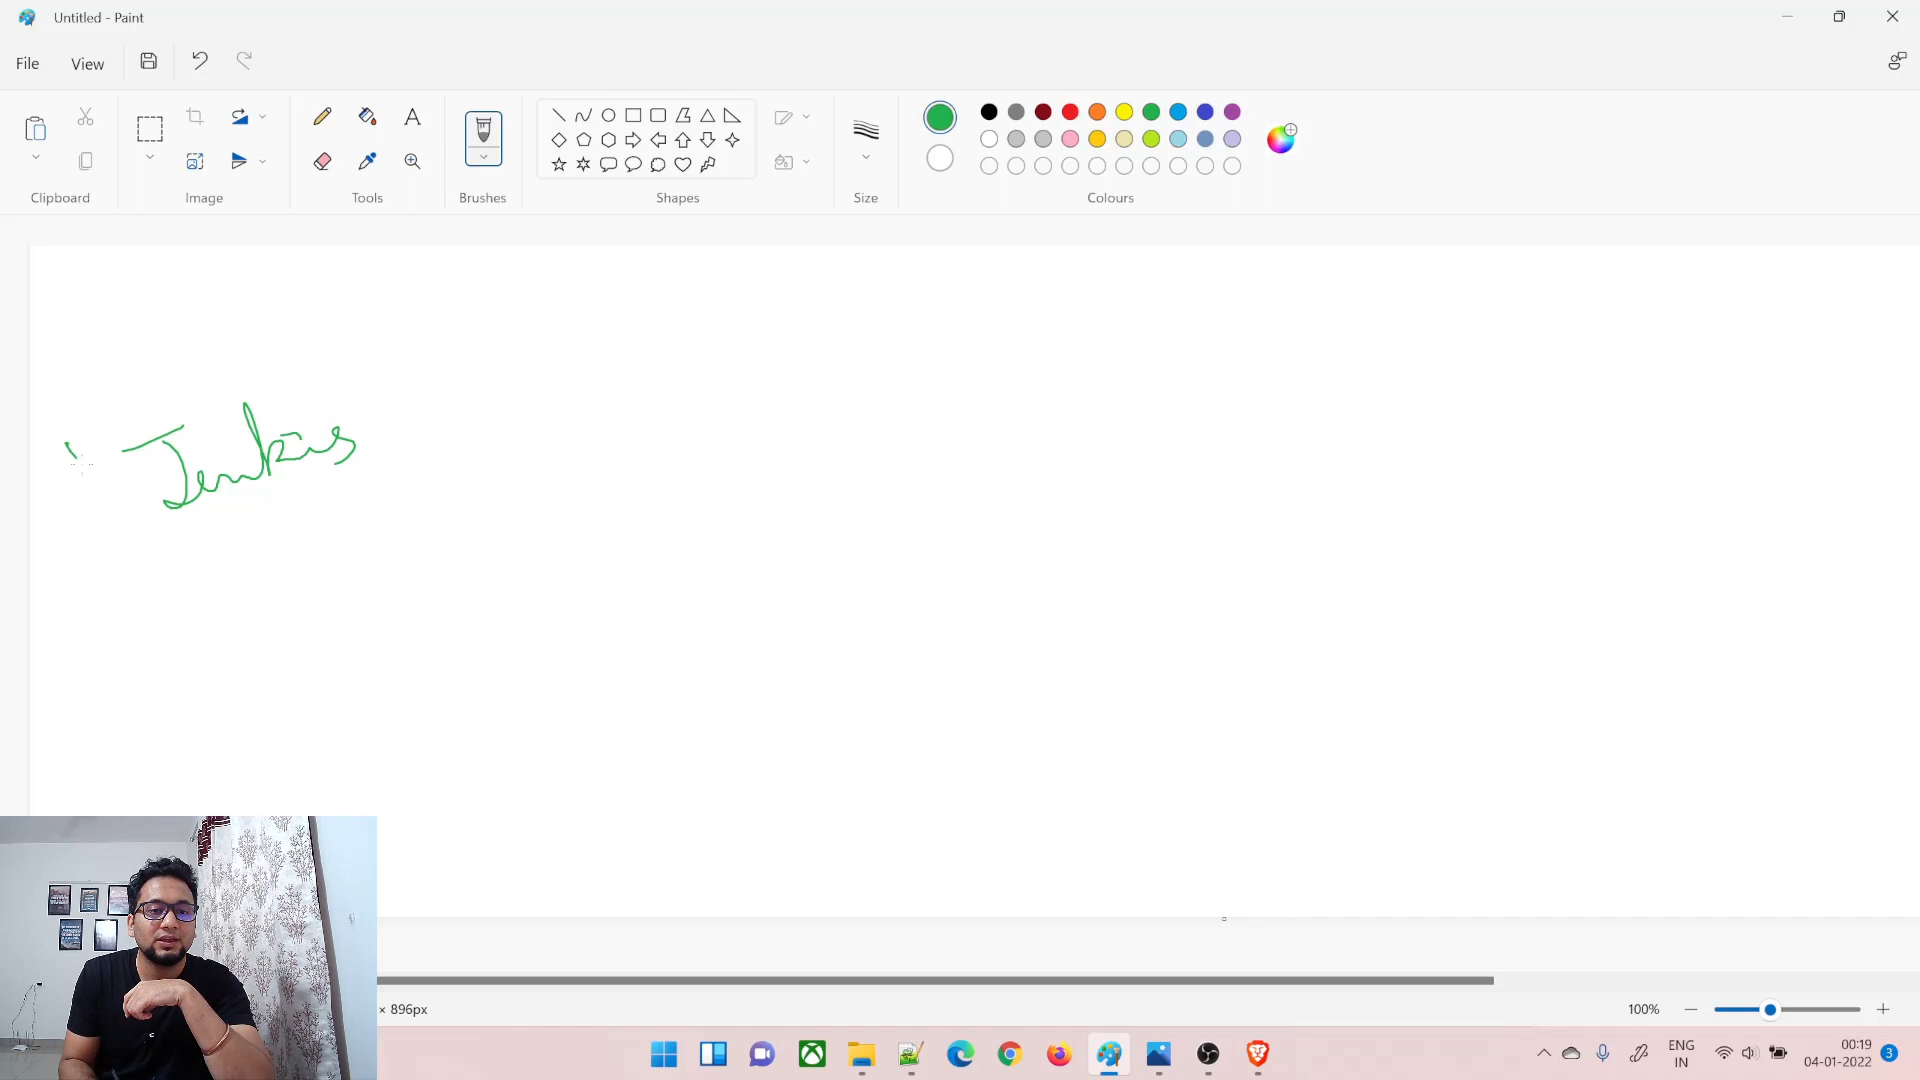 Untitled - Paint
File
View
Clipboard
Image
Tools
Brushes
Shapes
Size
Colours
Jenkins
× 896px
100%
ENG
IN
00:19
04-01-2022
3